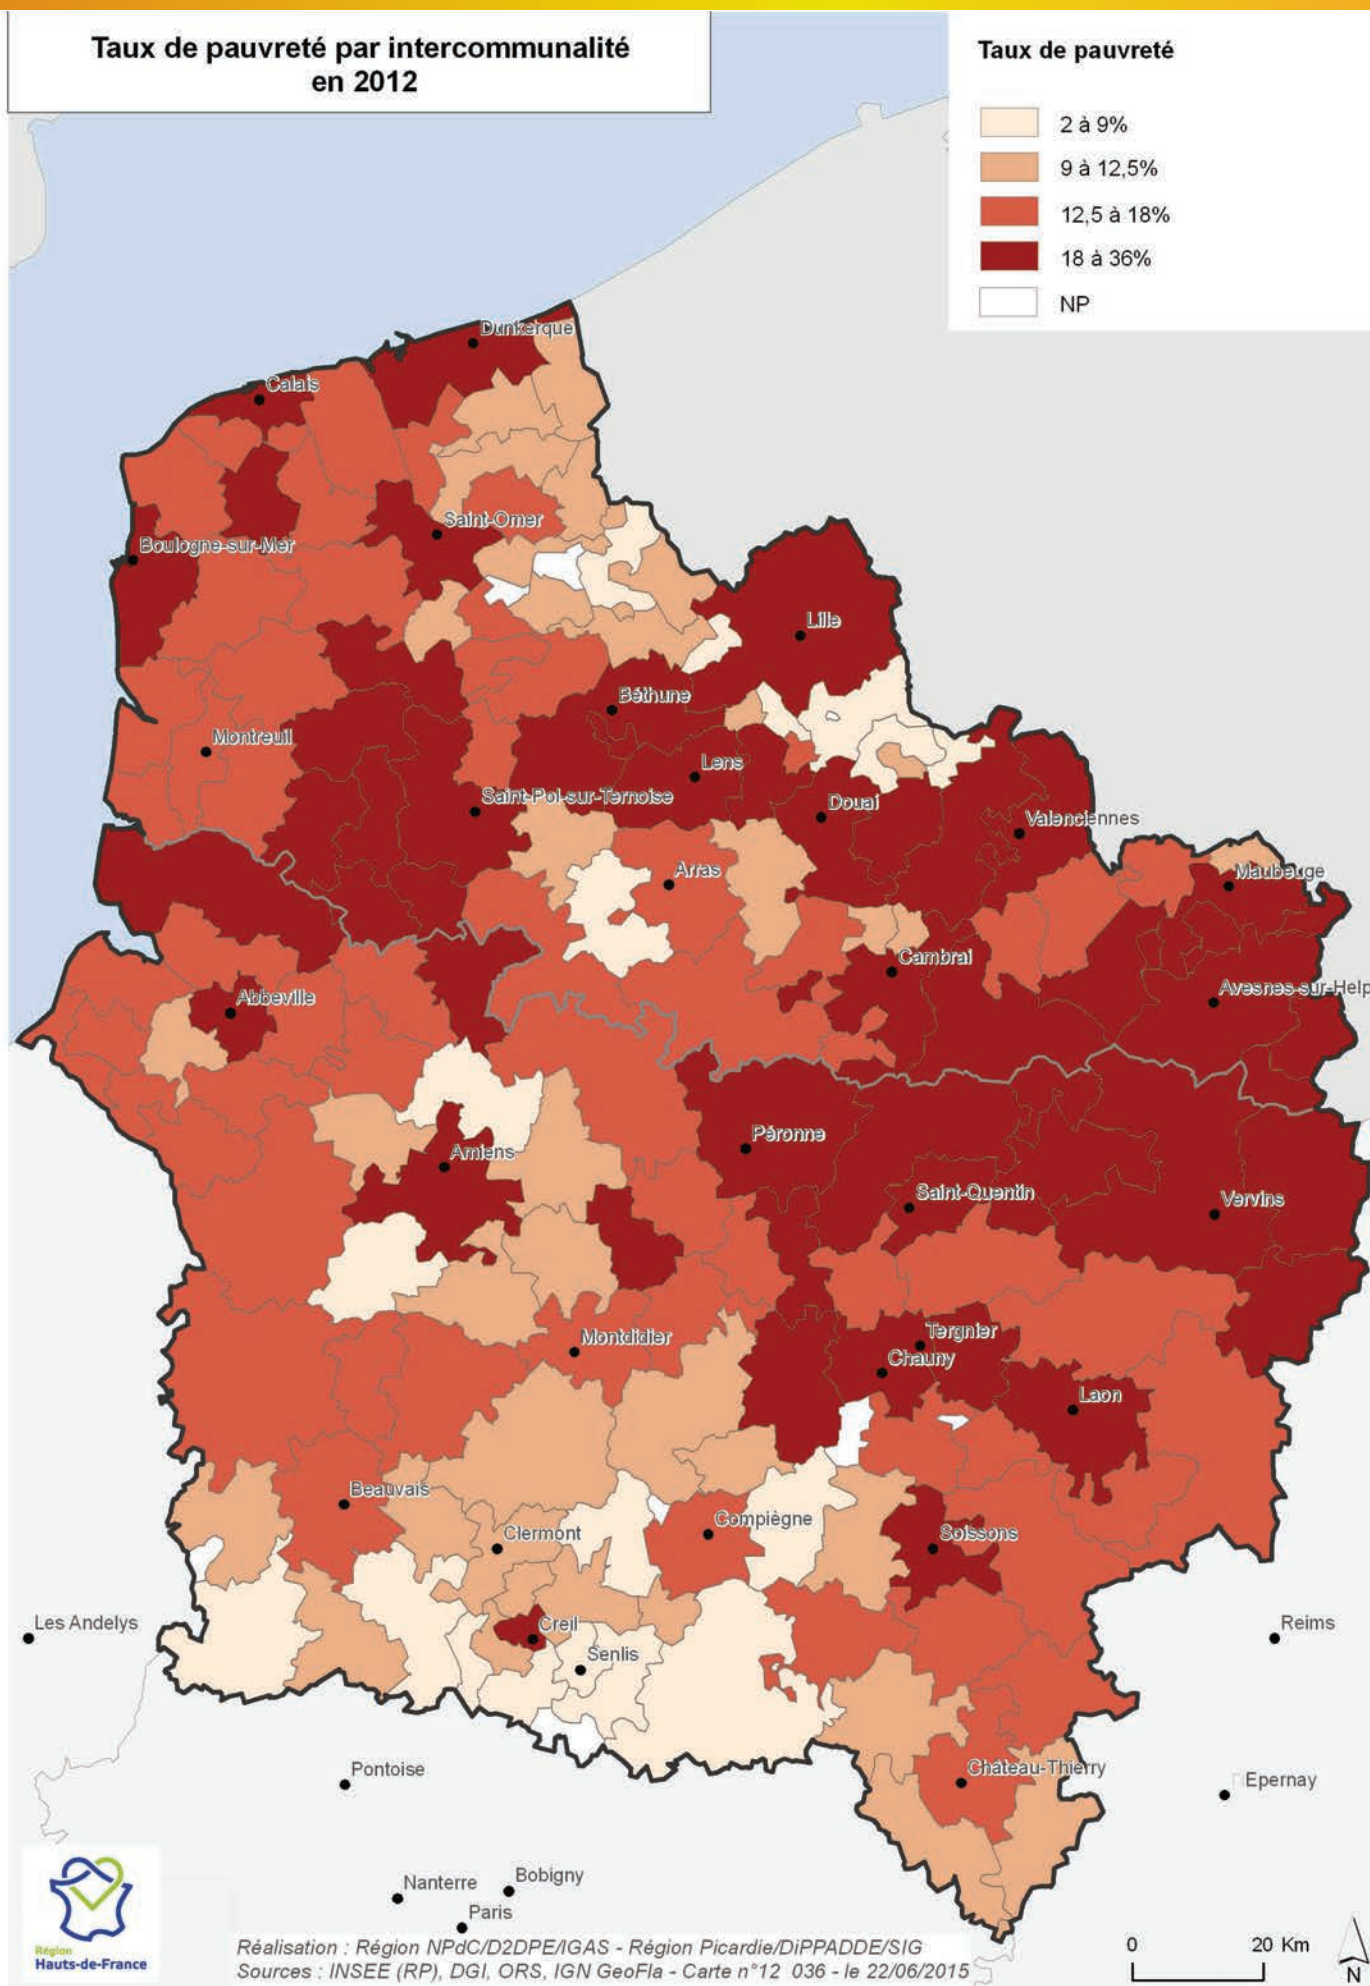 Taux de pauvreté par intercommunalité
en 2012
Taux de pauvreté
2 à 9%
9 à 12,5%
12,5 à 18%
18 à 36%
NP
Dunkerque
Calais
Saint-Omer
Boulogne-sur-Mer
Lille
Béthune
Montreuil
Lens
Saint-Pol-sur-Ternoise
Douai
Valenciennes
Arras
Maubeuge
Cambrai
Avesnes-sur-Help
Abbeville
Péronne
Amiens
Saint-Quentin
Vervins
Montdidier
Tergnier
Chauny
Laon
Beauvais
Compiègne
Clermont
Soissons
Les Andelys
Creil
Reims
Senlis
Pontoise
Château-Thierry
Epernay
Nanterre
Bobigny
Paris
Région
Hauts-de-France
Réalisation : Région NPdC/D2DPE/IGAS - Région Picardie/DiPPADDE/SIG
Sources : INSEE (RP), DGI, ORS, IGN GeoFla - Carte n°12_036 - le 22/06/2015
0 20 Km
N